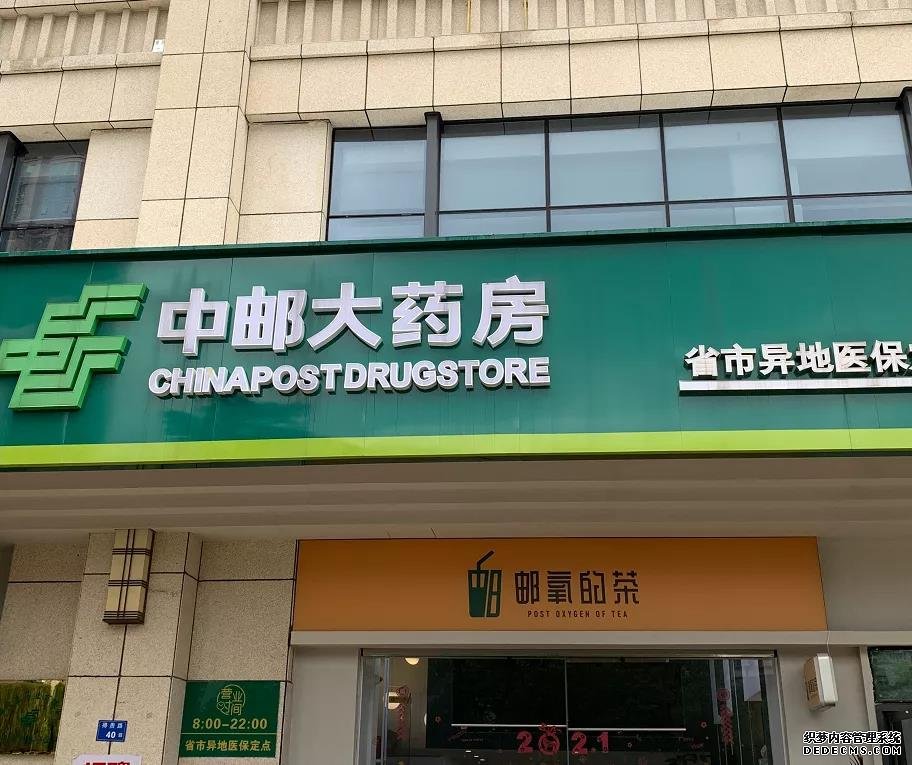 中邮大药房
CHINAPOSTDRUGSTORE
省市异地医保
邮氧的茶
POST OXYGEN OF TEA
营业时间
8:00-22:00
省市异地医保定点
40
2021
织梦内容管理系统
DEDECMS.COM